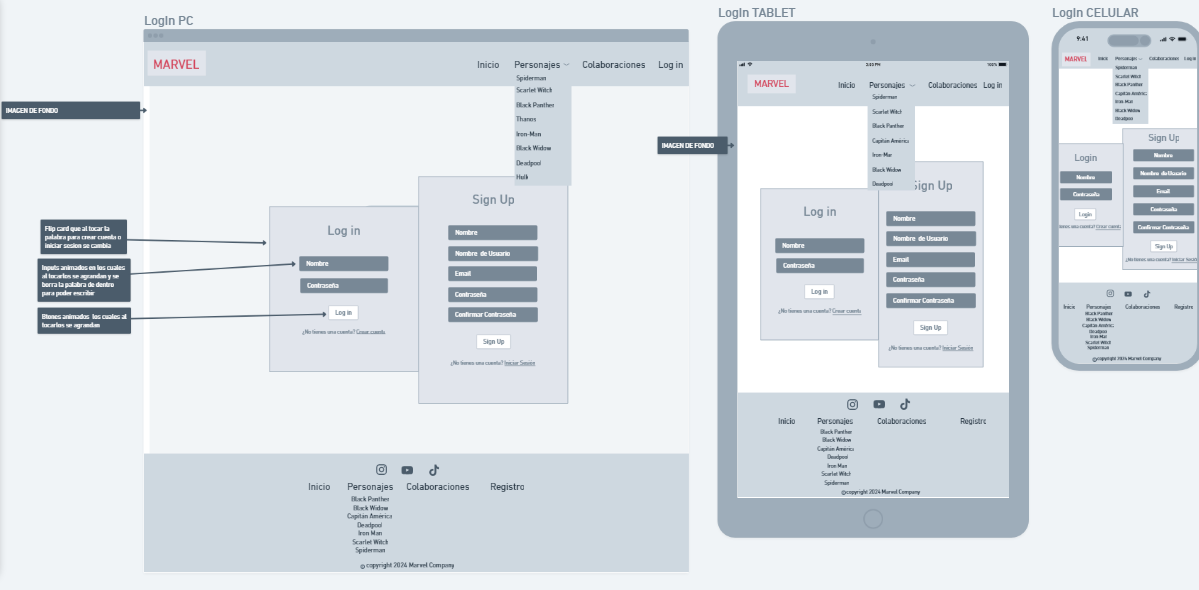 LogIn PC
MARVEL
Inicio Personajes Colaboraciones Log in
Spiderman
Scarlet Witch
Black Panther
Thanos
Iron-Man
Black Widow
Deadpool
Hulk
IMAGEN DE FONDO
Flip card que al tocar la
palabra para crear cuenta o
iniciar sesion se cambia
Inputs animados en los cuales
al tocarlos se agrandan y se
borra la palabra de dentro
para poder escribir
Btones animados los cuales al
tocarlos se agrandan
Log in
Nombre
Contraseña
Log in
¿No tienes una cuenta? Crear cuenta
Sign Up
Nombre
Nombre de Usuario
Email
Contraseña
Confirmar Contraseña
Sign Up
¿No tienes una cuenta? Iniciar Sesión
Inicio Personajes Colaboraciones Registro
Black Panther
Black Widow
Capitán América
Deadpool
Iron Man
Scarlet Witch
Spiderman
© copyright 2024 Marvel Company
LogIn TABLET
MARVEL
Inicio Personajes Colaboraciones Log in
Spiderman
Scarlet Witch
Black Panther
Capitán América
Iron-Man
Black Widow
Deadpool
IMAGEN DE FONDO
Log in
Nombre
Contraseña
Log in
¿No tienes una cuenta? Crear cuenta
Sign Up
Nombre
Nombre de Usuario
Email
Contraseña
Confirmar Contraseña
Sign Up
¿No tienes una cuenta? Iniciar Sesión
Inicio Personajes Colaboraciones Registro
Black Panther
Black Widow
Capitán América
Deadpool
Iron Man
Scarlet Witch
Spiderman
©copyright 2024 Marvel Company
LogIn CELULAR
9:41
MARVEL
Inicio Personajes Colaboraciones Log in
Spiderman
Scarlet Witch
Black Panther
Capitán América
Iron-Man
Black Widow
Deadpool
Login
Nombre
Contraseña
Login
tienes una cuenta? Crear cuenta
Sign Up
Nombre
Nombre de Usuario
Email
Contraseña
Confirmar Contraseña
Sign Up
¿No tienes una cuenta? Iniciar Sesión
Inicio Personajes Colaboraciones Registro
Black Panther
Black Widow
Capitán América
Deadpool
Iron Man
Scarlet Witch
Spiderman
©copyright 2024 Marvel Company